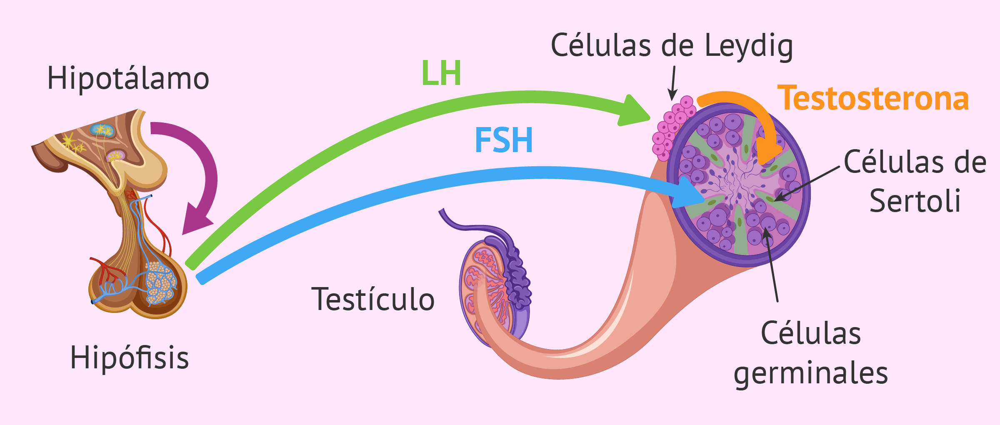 Células de Leydig
LH
Hipotálamo
Testosterona
FSH
Células de
Sertoli
Testículo
Células
germinales
Hipófisis